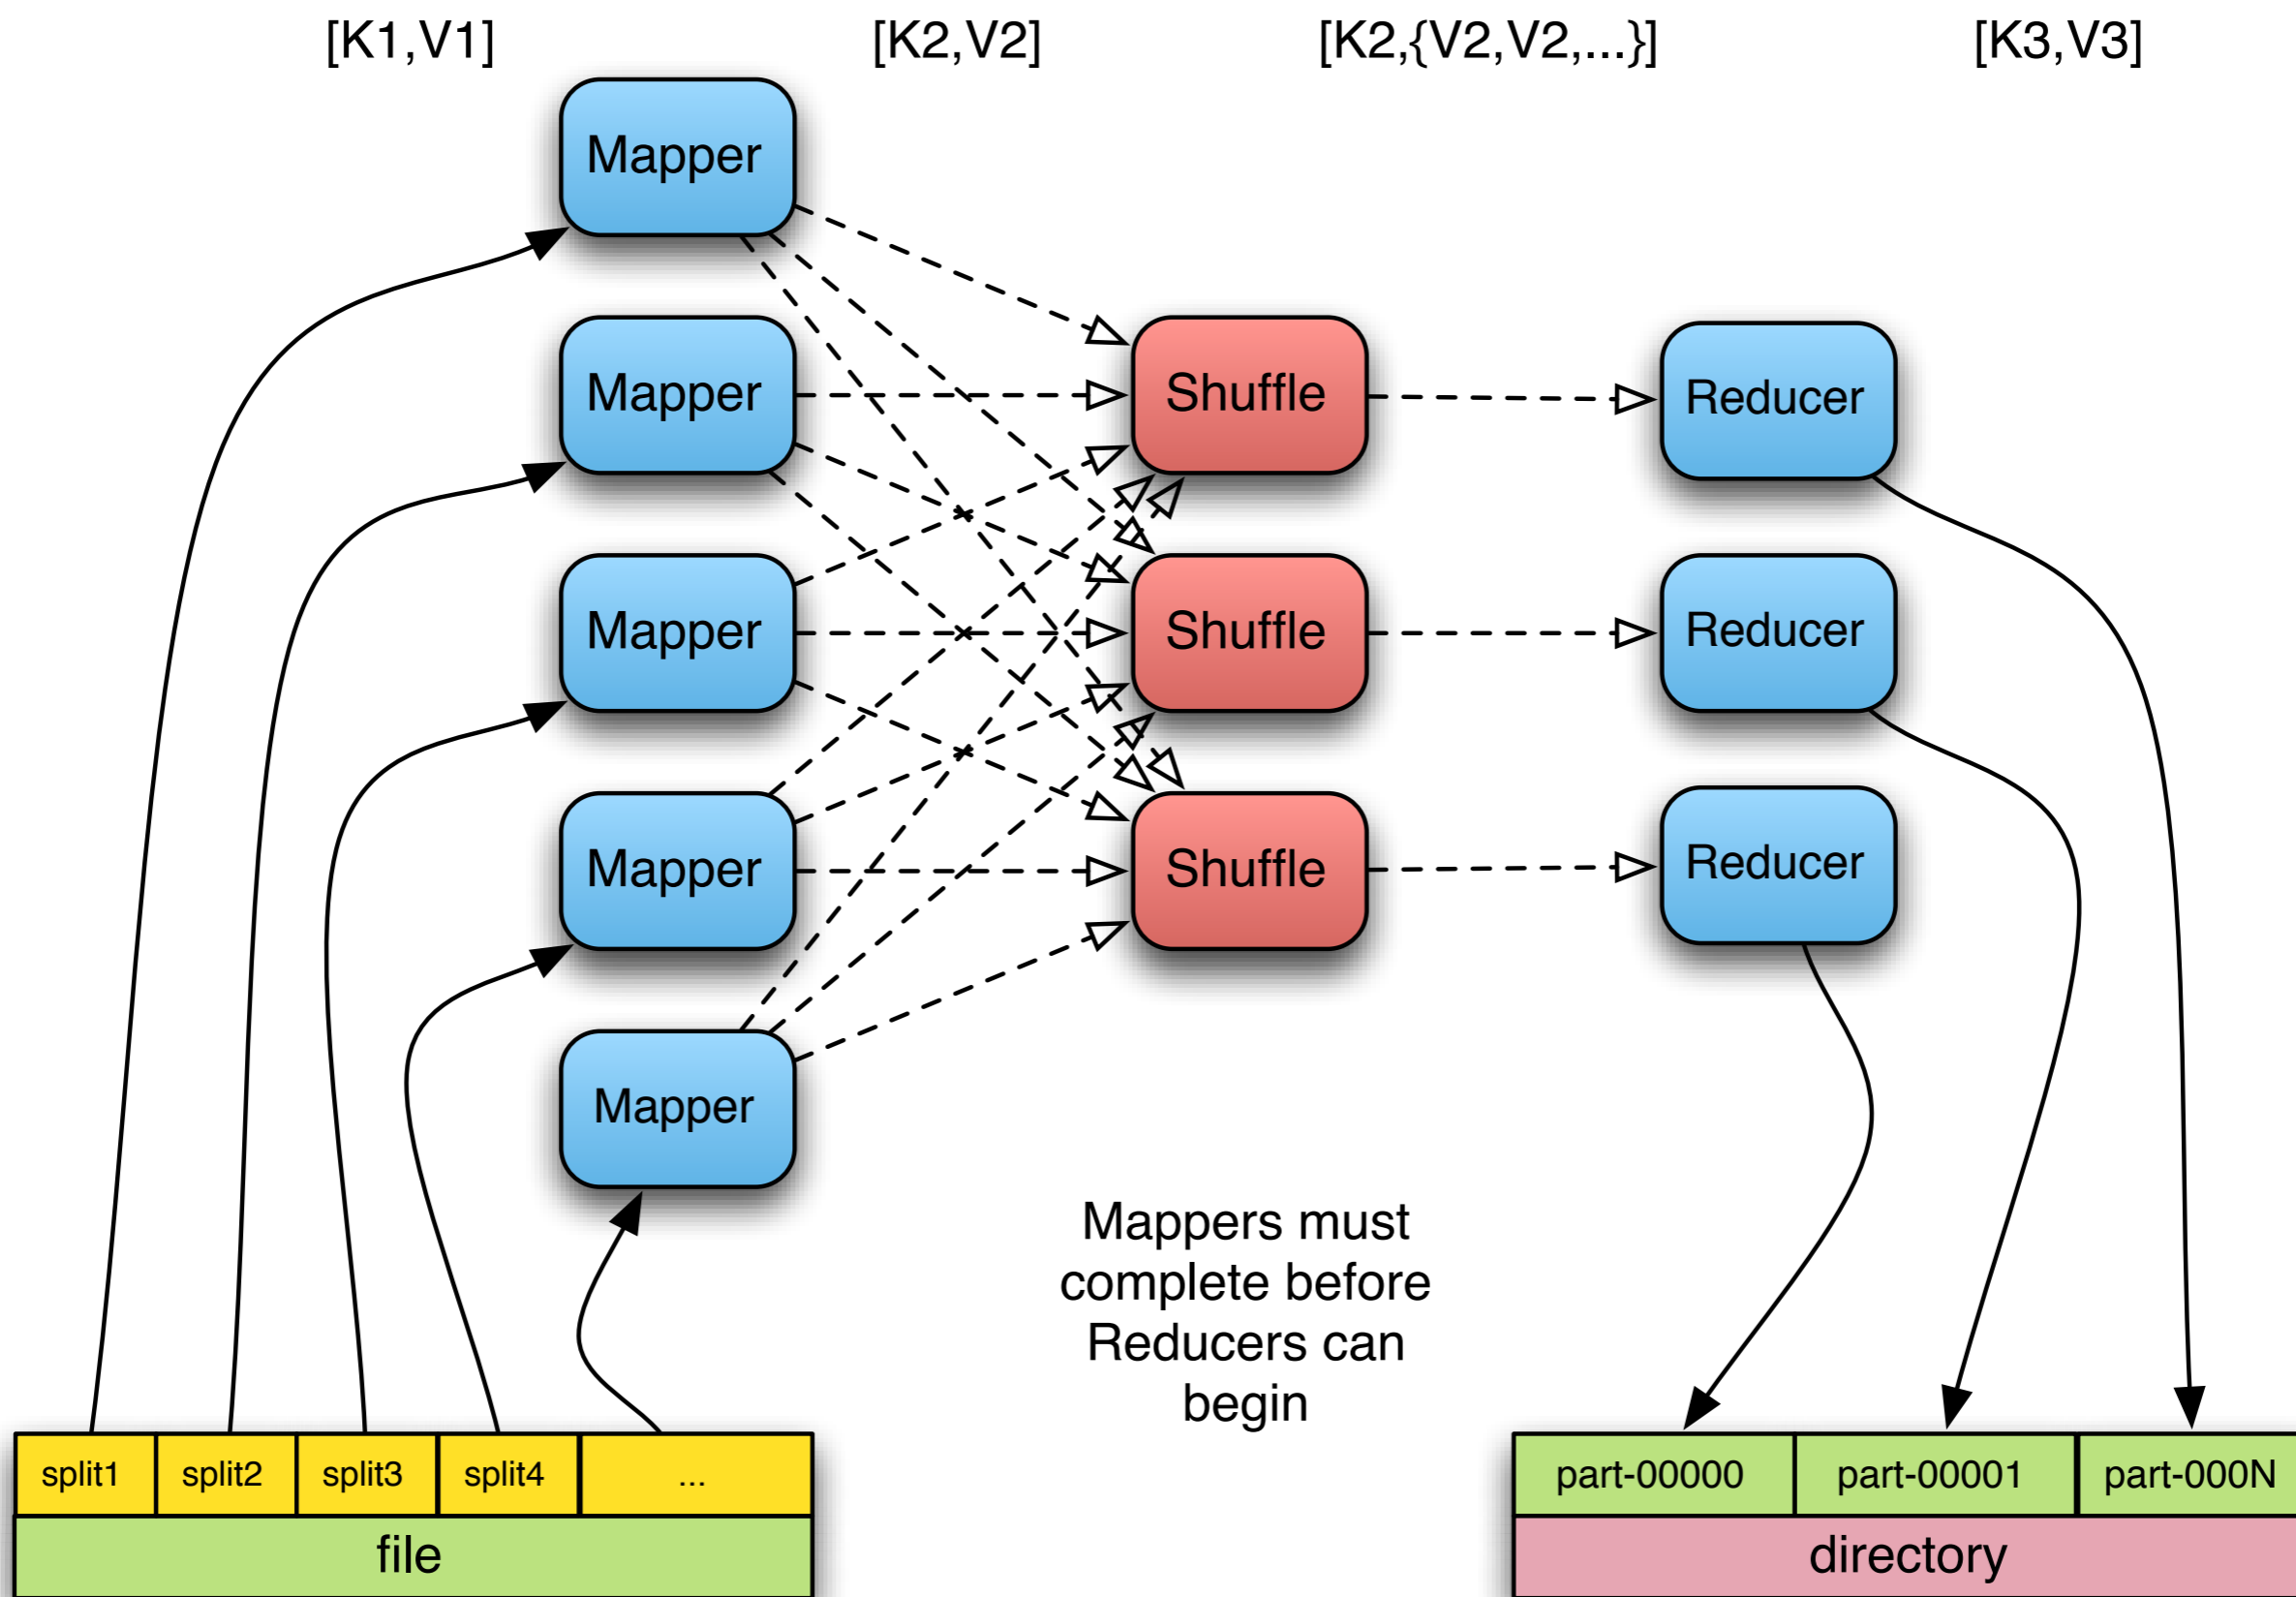 [K1,V1]
[K2,V2]
[K2,{V2,V2,...}]
[K3,V3]
Mapper
Mapper
Mapper
Mapper
Mapper
Shuffle
Shuffle
Shuffle
Reducer
Reducer
Reducer
Mappers must
complete before
Reducers can
begin
split1
split2
split3
split4
...
file
part-00000
part-00001
part-000N
directory